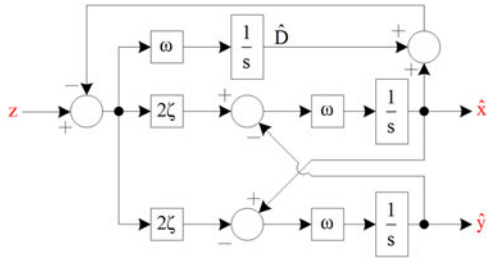 ω 1/s D̂ +
− +
z + 2ζ + − ω 1/s x̂
+
2ζ − ω 1/s ŷ